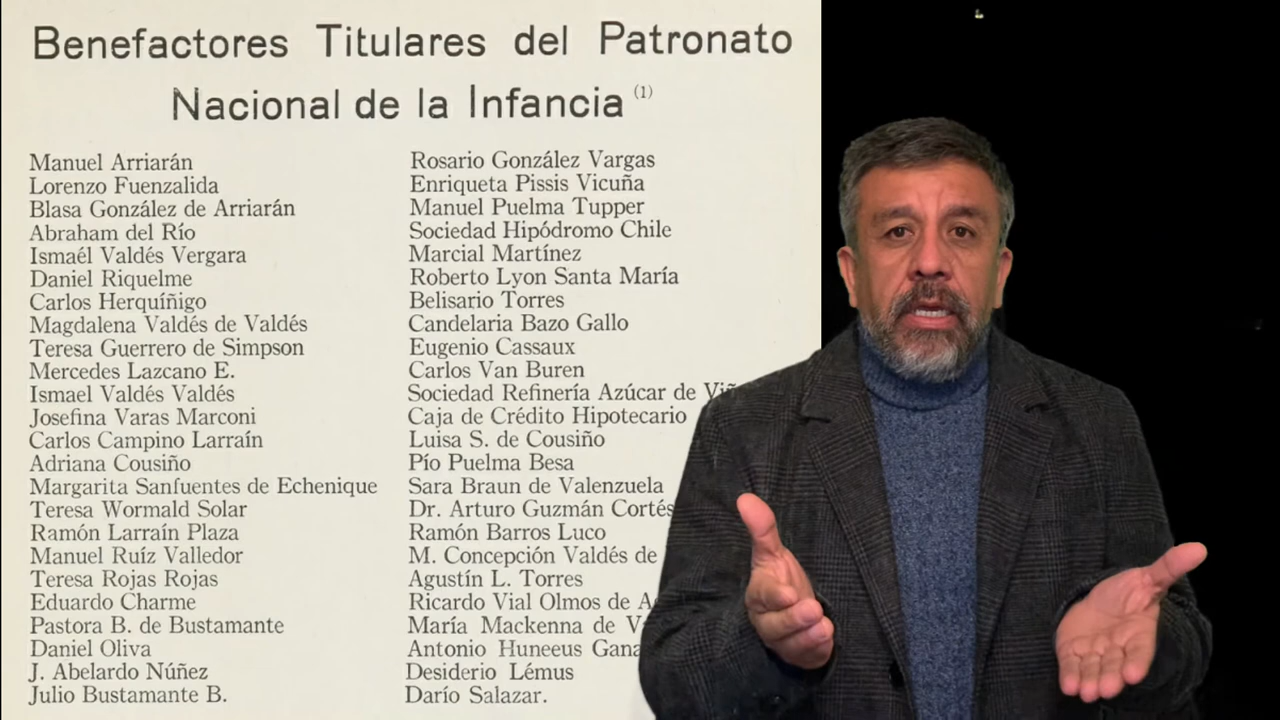 Benefactores Titulares del Patronato
Nacional de la Infancia (1)
Manuel Arriarán
Lorenzo Fuenzalida
Blasa González de Arriarán
Abraham del Río
Ismaél Valdés Vergara
Daniel Riquelme
Carlos Herquíñigo
Magdalena Valdés de Valdés
Teresa Guerrero de Simpson
Mercedes Lazcano E.
Ismael Valdés Valdés
Josefina Varas Marconi
Carlos Campino Larraín
Adriana Cousiño
Margarita Sanfuentes de Echenique
Teresa Wormald Solar
Ramón Larraín Plaza
Manuel Ruíz Valledor
Teresa Rojas Rojas
Eduardo Charme
Pastora B. de Bustamante
Daniel Oliva
J. Abelardo Núñez
Julio Bustamante B.
Rosario González Vargas
Enriqueta Pissis Vicuña
Manuel Puelma Tupper
Sociedad Hipódromo Chile
Marcial Martínez
Roberto Lyon Santa María
Belisario Torres
Candelaria Bazo Gallo
Eugenio Cassaux
Carlos Van Buren
Sociedad Refinería Azúcar de
Caja de Crédito Hipotecario
Luisa S. de Cousiño
Pío Puelma Besa
Sara Braun de Valenzuela
Dr. Arturo Guzmán Cortés
Ramón Barros Luco
M. Concepción Valdés de
Agustín L. Torres
Ricardo Vial Olmos de
María Mackenna de
Antonio Huneeus
Desiderio Lémus
Darío Salazar.